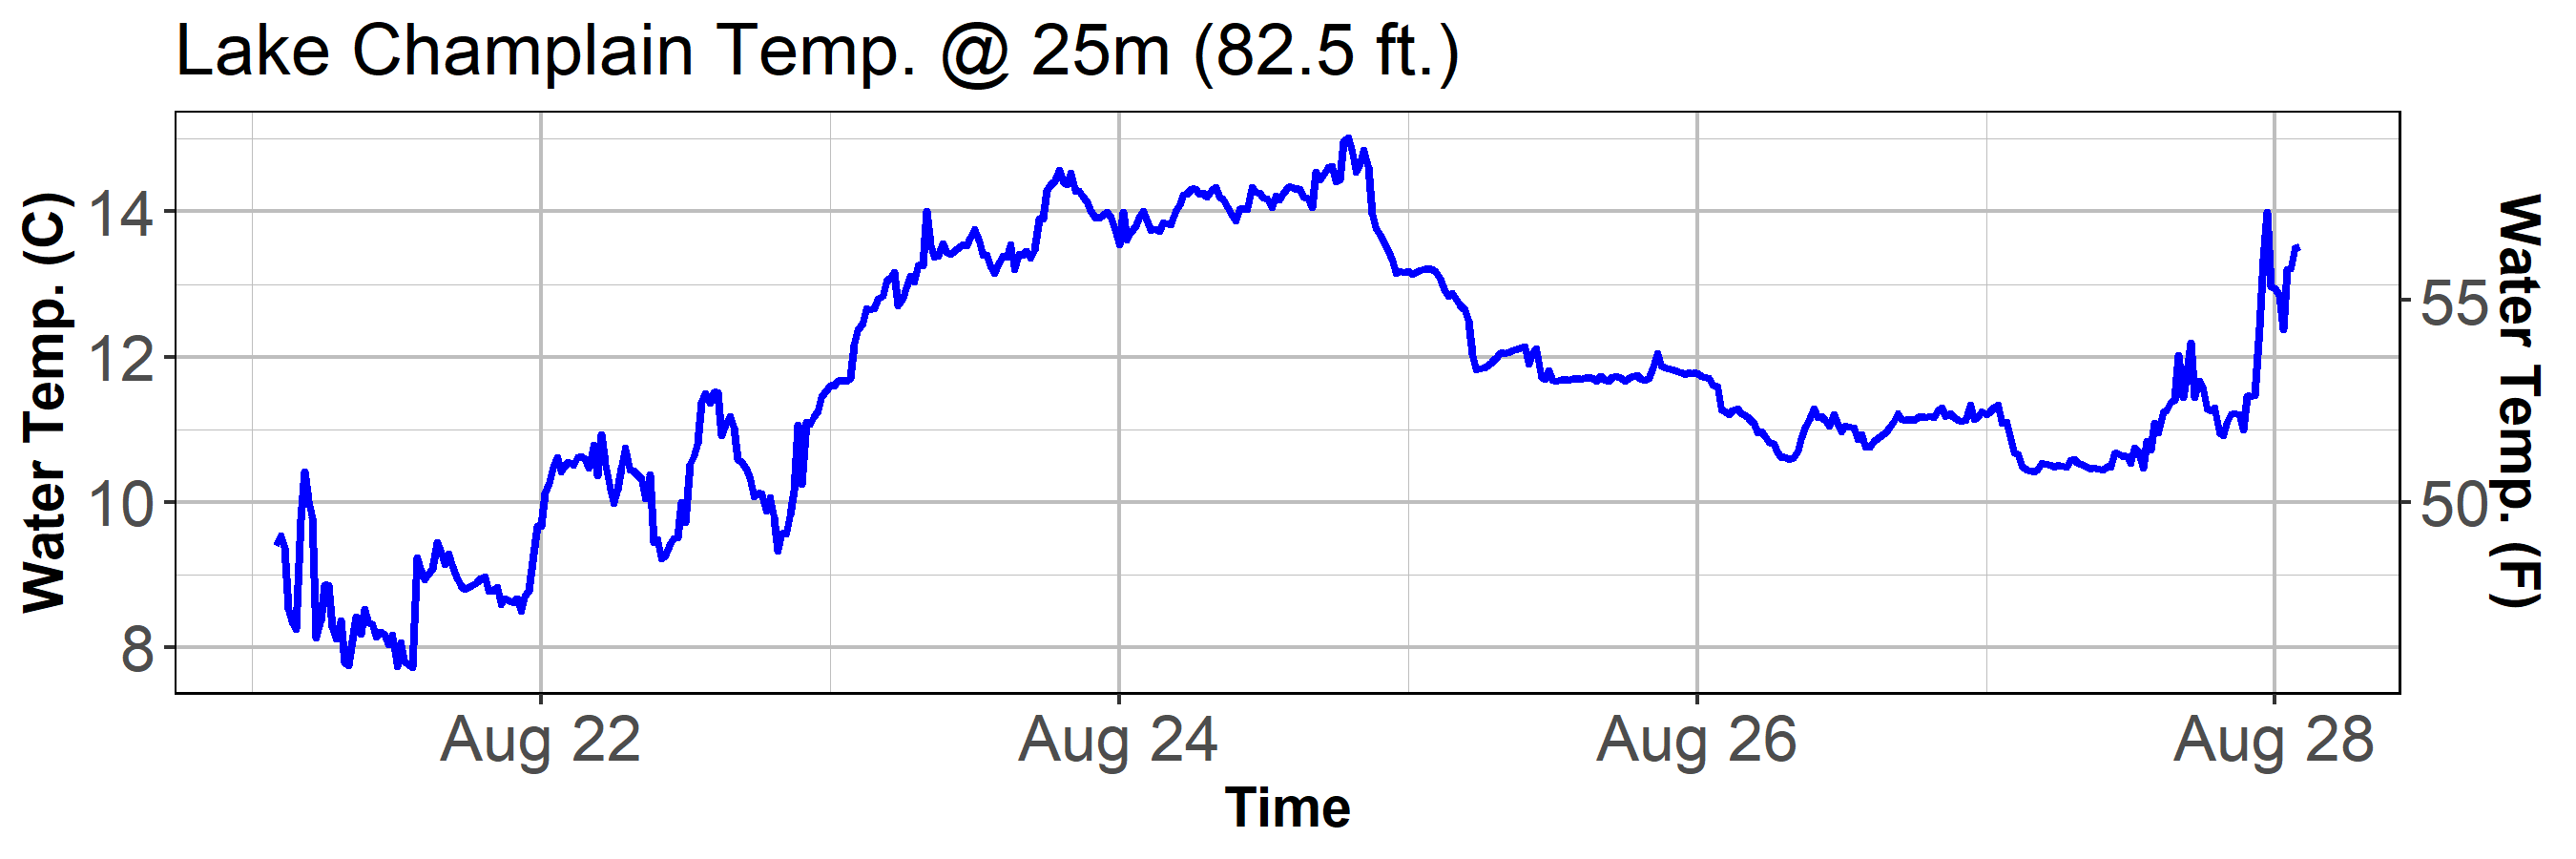 Lake Champlain Temp. @ 25m (82.5 ft.)
Water Temp. (C)
14
12
10
8
55
50
Water Temp. (F)
Aug 22 Aug 24 Aug 26 Aug 28
Time